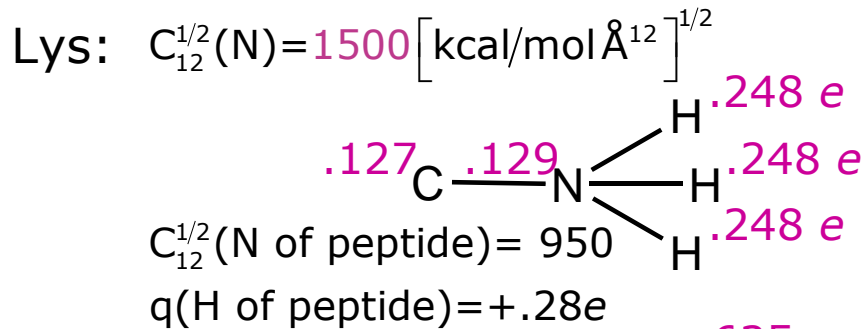 Lys: C₁₂^1/2(N)=1500[kcal/mol Å¹²]^1/2
H .248 e
.127 C .129 N H .248 e
H .248 e
C₁₂^1/2(N of peptide)= 950
q(H of peptide)=+.28e